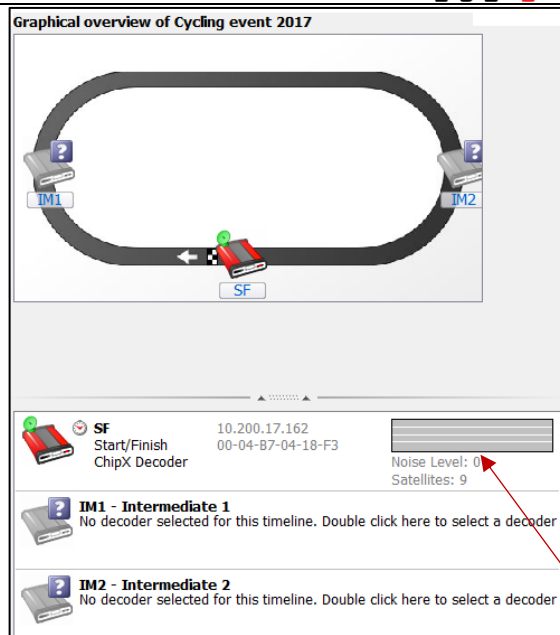 Graphical overview of Cycling event 2017
IM1
IM2
SF
SF 10.200.17.162
Start/Finish 00-04-B7-04-18-F3
ChipX Decoder
Noise Level: 0
Satellites: 9
IM1 - Intermediate 1
No decoder selected for this timeline. Double click here to select a decoder
IM2 - Intermediate 2
No decoder selected for this timeline. Double click here to select a decoder